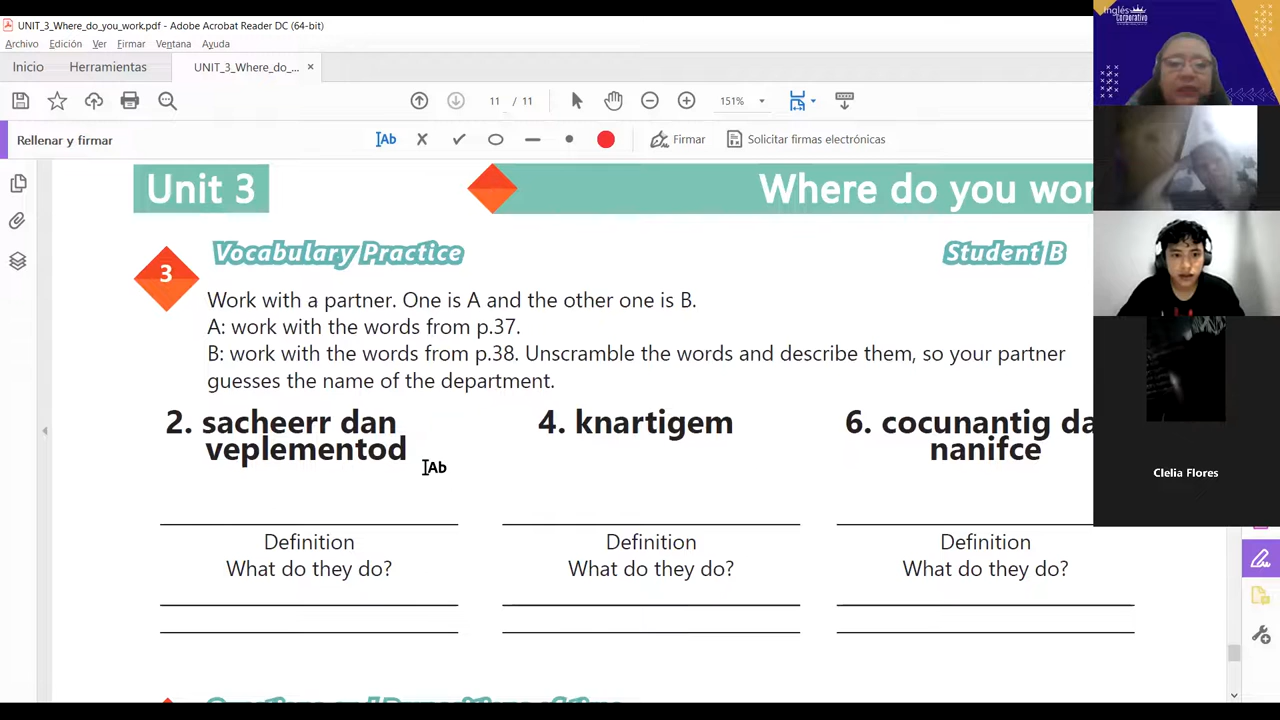 UNIT_3_Where_do_you_work.pdf - Adobe Acrobat Reader DC (64-bit)
Archivo Edición Ver Firmar Ventana Ayuda
Inicio Herramientas UNIT_3_Where_do_... ×
11 / 11 151%
Rellenar y firmar Ab Firmar Solicitar firmas electrónicas
Unit 3 Where do you wor
3 Vocabulary Practice Student B
Work with a partner. One is A and the other one is B.
A: work with the words from p.37.
B: work with the words from p.38. Unscramble the words and describe them, so your partner
guesses the name of the department.
2. sacheerr dan
veplementod
4. knartigem
6. cocunantig da
nanifce
Ab
Definition Definition Definition
What do they do? What do they do? What do they do?
Inglés
Corporativo
Clelia Flores